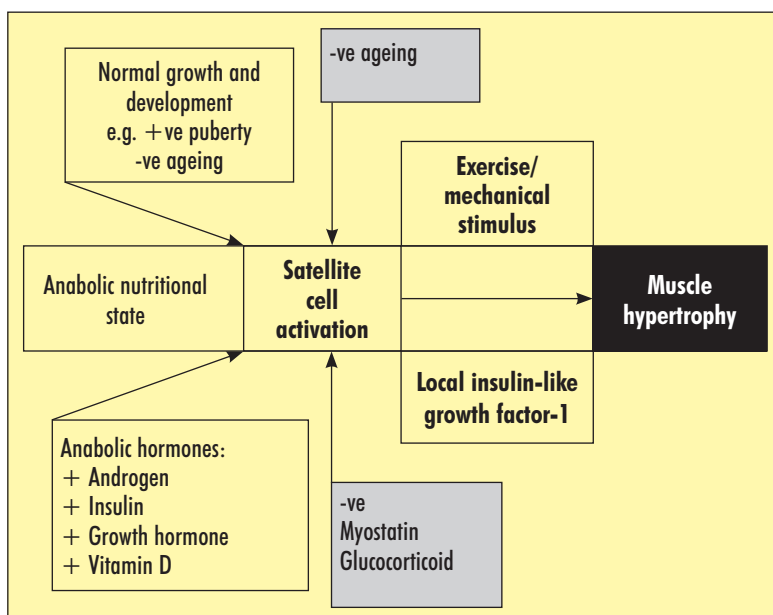 Normal growth and
development
e.g. +ve puberty
-ve ageing
-ve ageing
Exercise/
mechanical
stimulus
Anabolic nutritional
state
Satellite
cell
activation
Muscle
hypertrophy
Local insulin-like
growth factor-1
Anabolic hormones:
+ Androgen
+ Insulin
+ Growth hormone
+ Vitamin D
-ve
Myostatin
Glucocorticoid